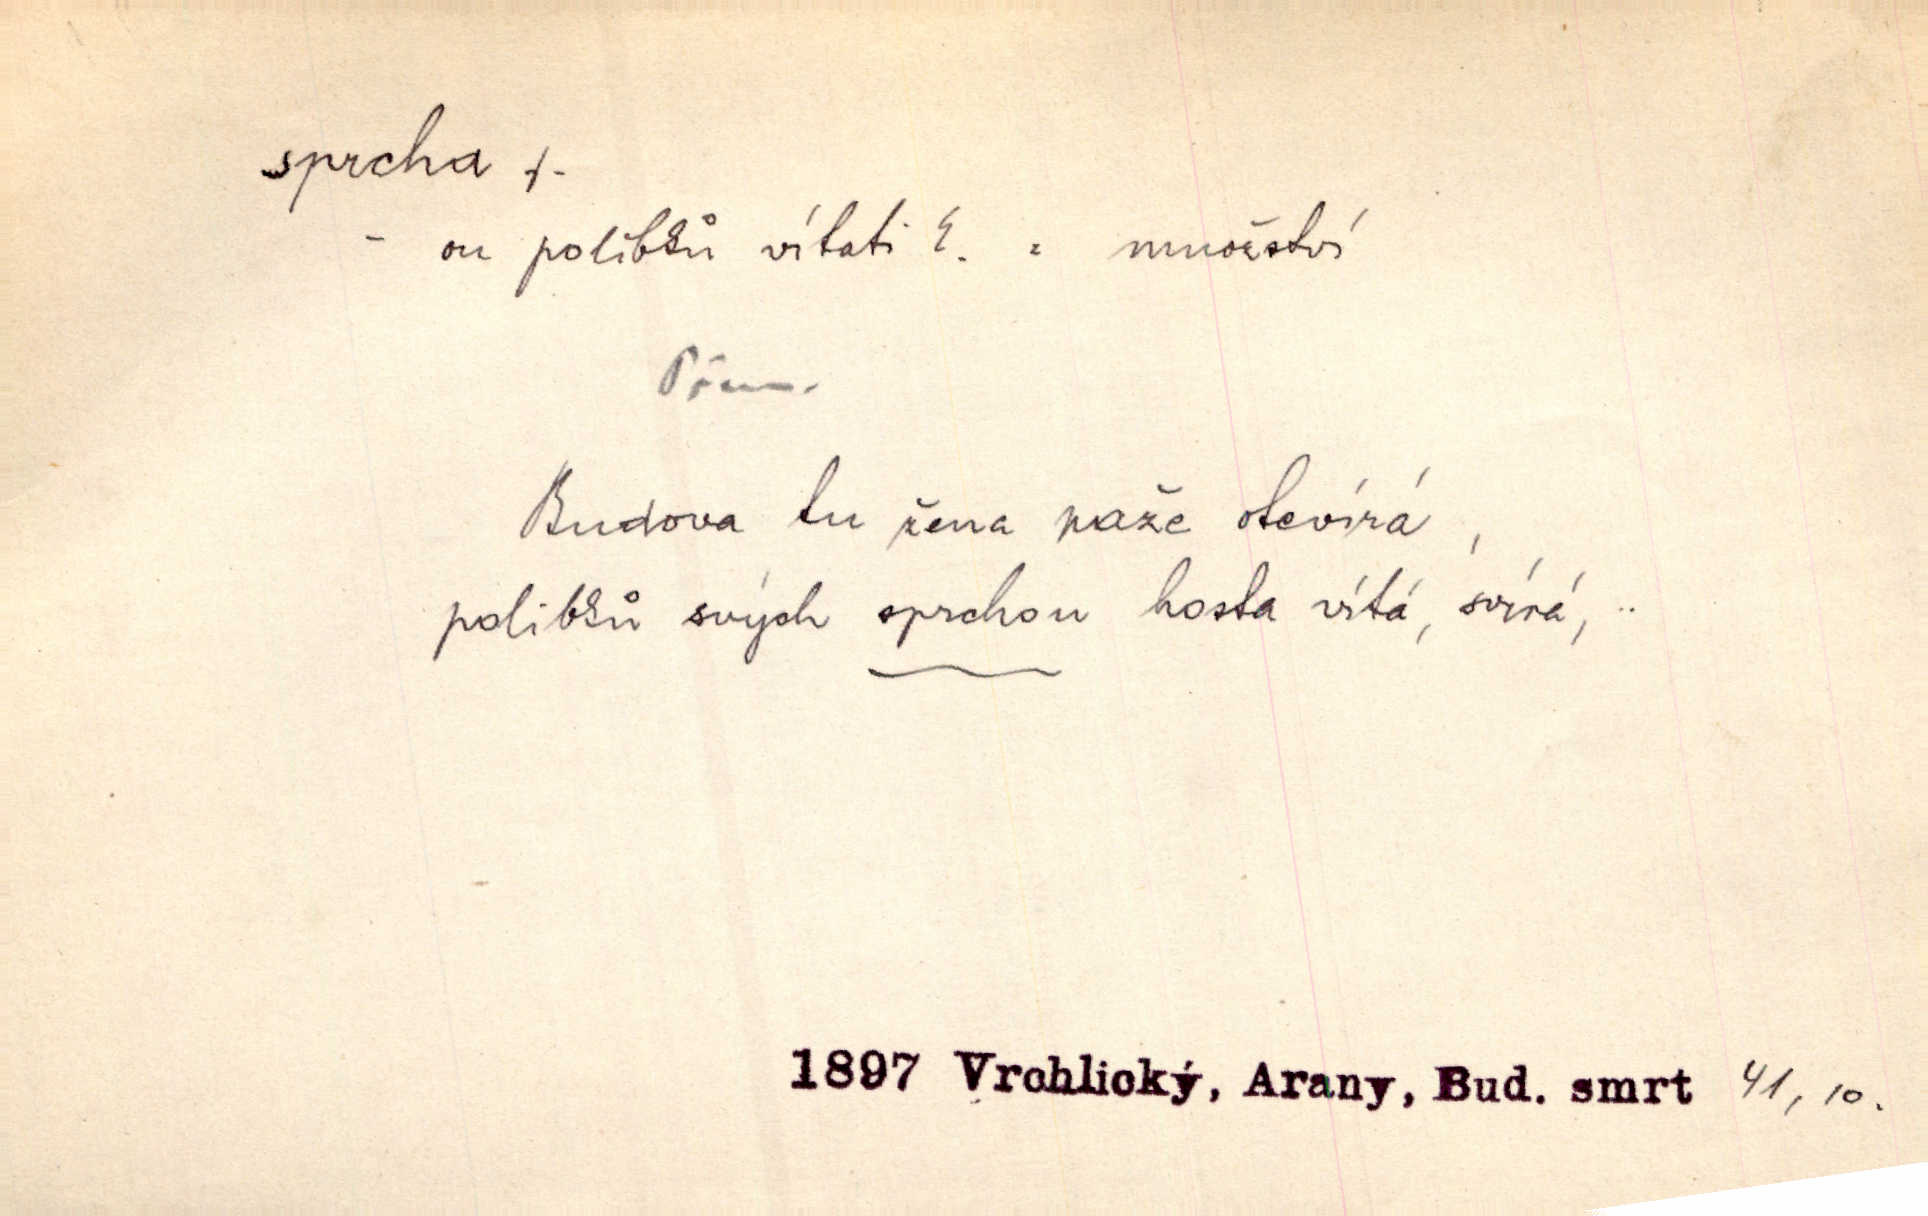 sprcha f.
- ou polibků vítati k. = množství
Přen.
Budova tu žena paže otevírá,
polibků svých sprchou hosta vítá, svírá, ..
1897 Vrchlický, Arany, Bud. smrt 41, 10.